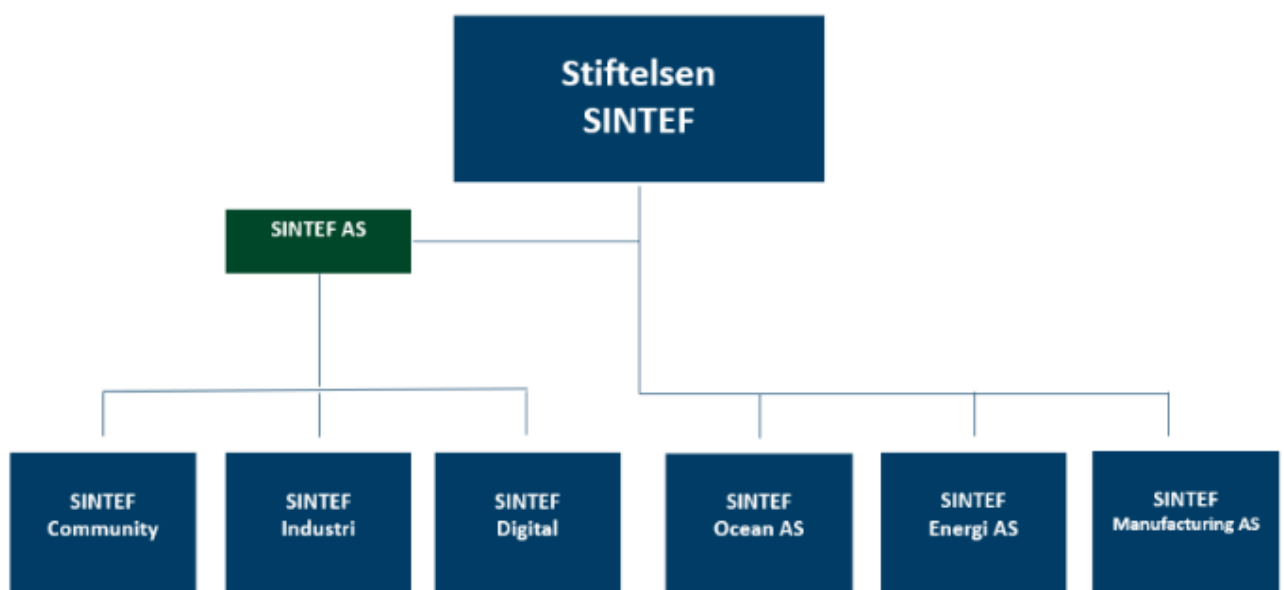 Stiftelsen
SINTEF
SINTEF AS
SINTEF
Community
SINTEF
Industri
SINTEF
Digital
SINTEF
Ocean AS
SINTEF
Energi AS
SINTEF
Manufacturing AS